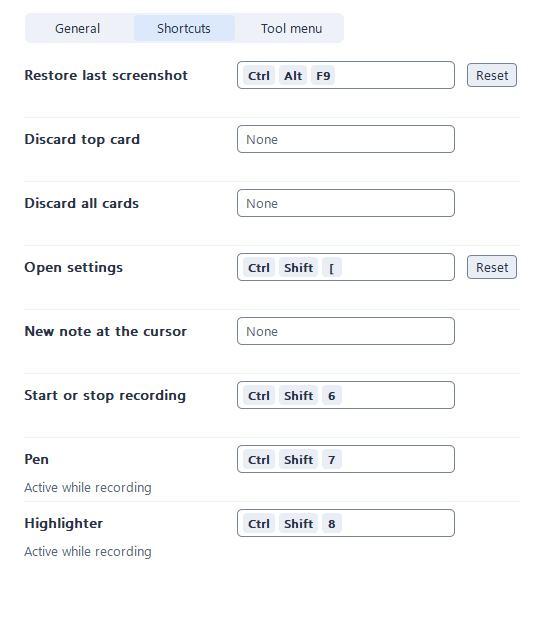 General Shortcuts Tool menu
Restore last screenshot Ctrl Alt F9 Reset
Discard top card None
Discard all cards None
Open settings Ctrl Shift [ Reset
New note at the cursor None
Start or stop recording Ctrl Shift 6
Pen Ctrl Shift 7
Active while recording
Highlighter Ctrl Shift 8
Active while recording